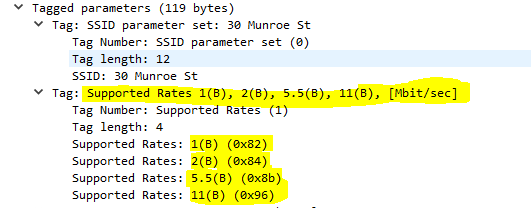 Tagged parameters (119 bytes)
Tag: SSID parameter set: 30 Munroe St
Tag Number: SSID parameter set (0)
Tag length: 12
SSID: 30 Munroe St
Tag: Supported Rates 1(B), 2(B), 5.5(B), 11(B), [Mbit/sec]
Tag Number: Supported Rates (1)
Tag length: 4
Supported Rates: 1(B) (0x82)
Supported Rates: 2(B) (0x84)
Supported Rates: 5.5(B) (0x8b)
Supported Rates: 11(B) (0x96)